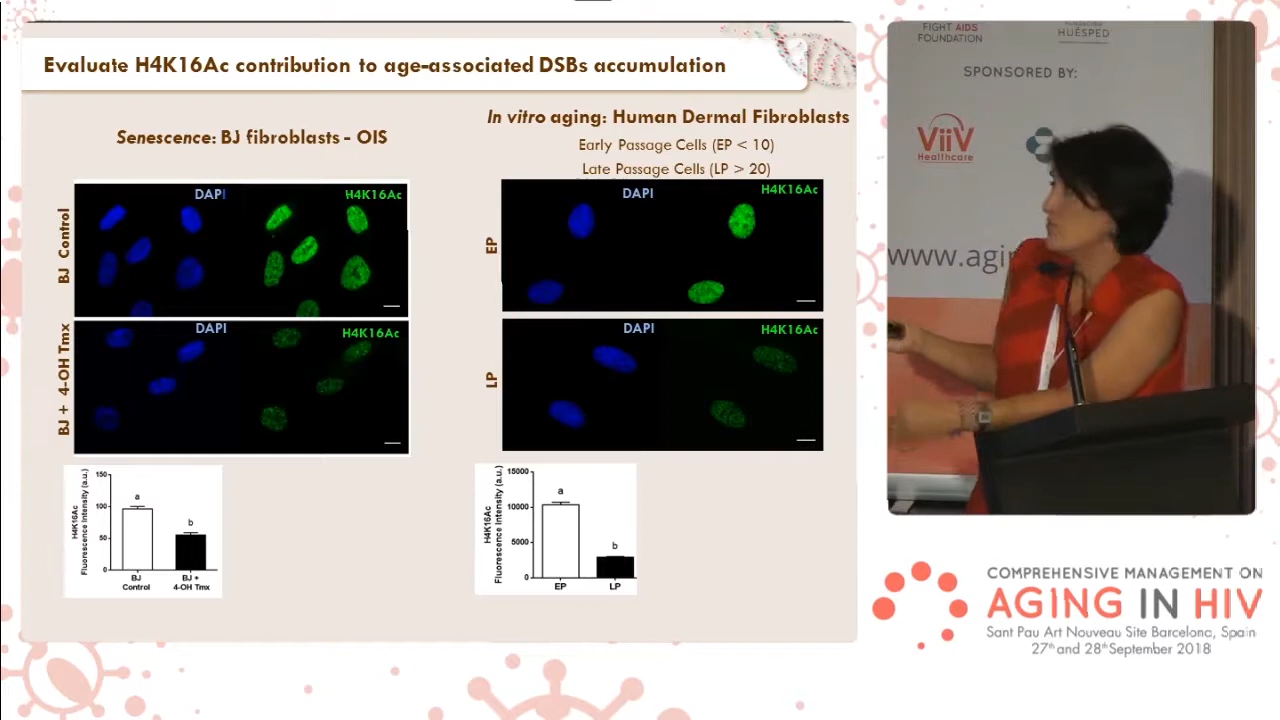 Evaluate H4K16Ac contribution to age-associated DSBs accumulation
Senescence: BJ fibroblasts - OIS
DAPI
H4K16Ac
BJ Control
DAPI
H4K16Ac
BJ + 4-OH Tmx
150
100
50
0
H4K16Ac
Fluorescence Intensity (a.u.)
a
b
BJ
Control
BJ +
4-OH Tmx
In vitro aging: Human Dermal Fibroblasts
Early Passage Cells (EP < 10)
Late Passage Cells (LP > 20)
DAPI
H4K16Ac
EP
DAPI
H4K16Ac
LP
15000
10000
5000
0
H4K16Ac
Fluorescence Intensity (a.u.)
a
b
EP
LP
FIGHT AIDS
FOUNDATION
HUÉSPED
SPONSORED BY:
ViiV
Healthcare
www.agi
COMPREHENSIVE MANAGEMENT ON
AGING IN HIV
Sant Pau Art Nouveau Site Barcelona, Spain
27th and 28th September 2018